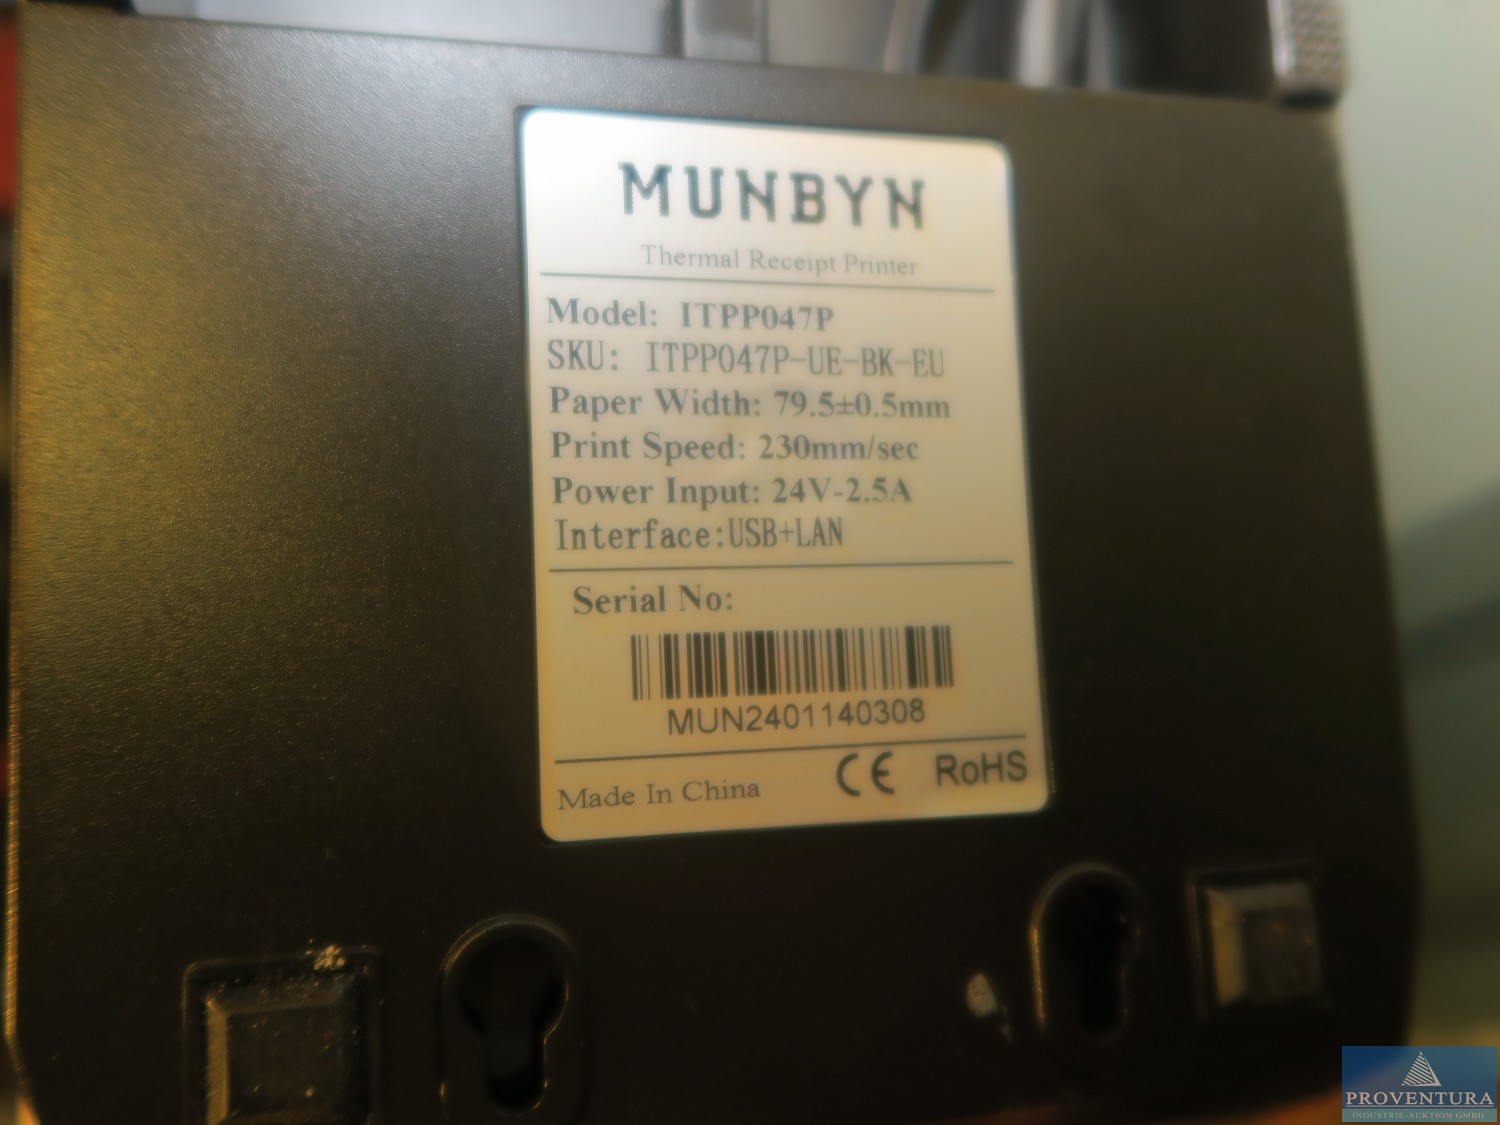 MUNBYN
Thermal Receipt Printer
Model: ITPP047P
SKU: ITPP047P-UE-BK-EU
Paper Width: 79.5±0.5mm
Print Speed: 230mm/sec
Power Input: 24V-2.5A
Interface:USB+LAN
Serial No:
MUN2401140308
Made In China CE RoHS
PROVENTURA
INDUSTRIE-AUKTION GMBH